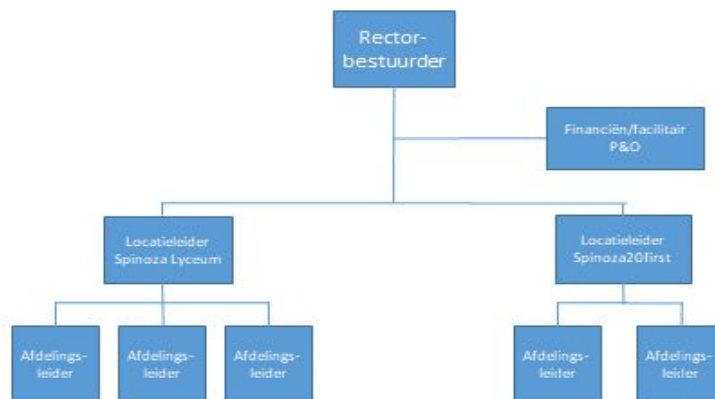 Rector-
bestuurder
Financiën/facilitair
P&O
Locatieleider
Spinoza Lyceum
Locatieleider
Spinoza20first
Afdelings-
leider
Afdelings-
leider
Afdelings-
leider
Afdelings-
leider
Afdelings-
leider